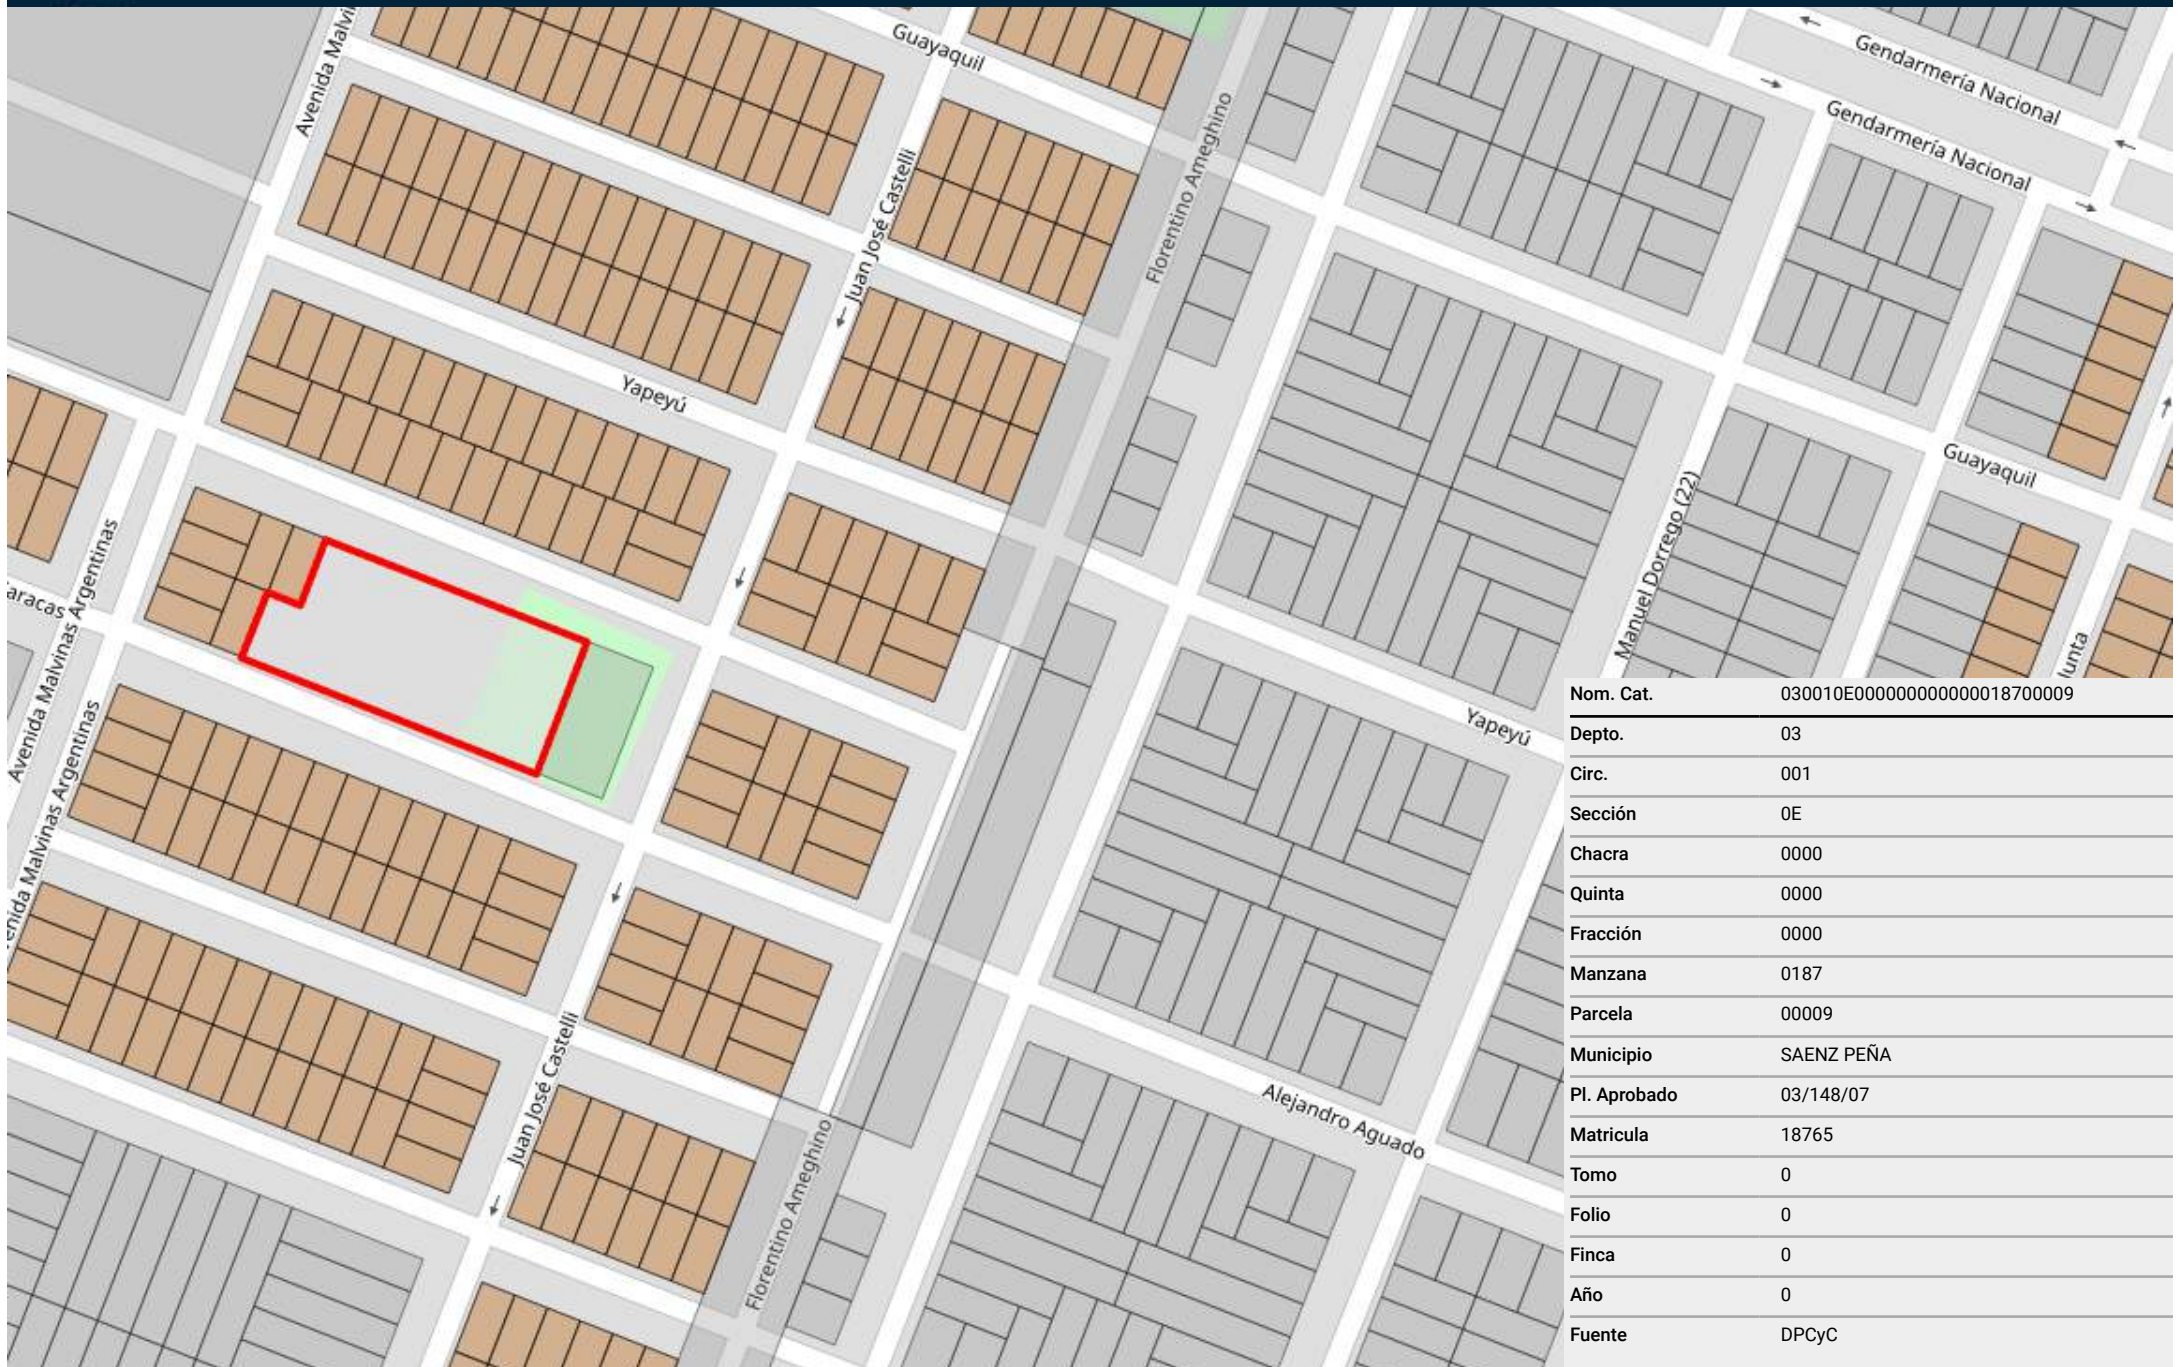 Avenida Malvi
Guayaquil
Gendarmería Nacional
Gendarmería Nacional
Juan José Castelli
Florentino Ameghino
Yapeyú
Guayaquil
Manuel Dorrego (22)
aracas
Avenida Malvinas Argentinas
enida Malvinas Argentinas
Junta
Yapeyú
Alejandro Aguado
Juan José Castelli
Florentino Ameghino
Nom. Cat. 030010E000000000000018700009
Depto. 03
Circ. 001
Sección 0E
Chacra 0000
Quinta 0000
Fracción 0000
Manzana 0187
Parcela 00009
Municipio SAENZ PEÑA
Pl. Aprobado 03/148/07
Matricula 18765
Tomo 0
Folio 0
Finca 0
Año 0
Fuente DPCyC